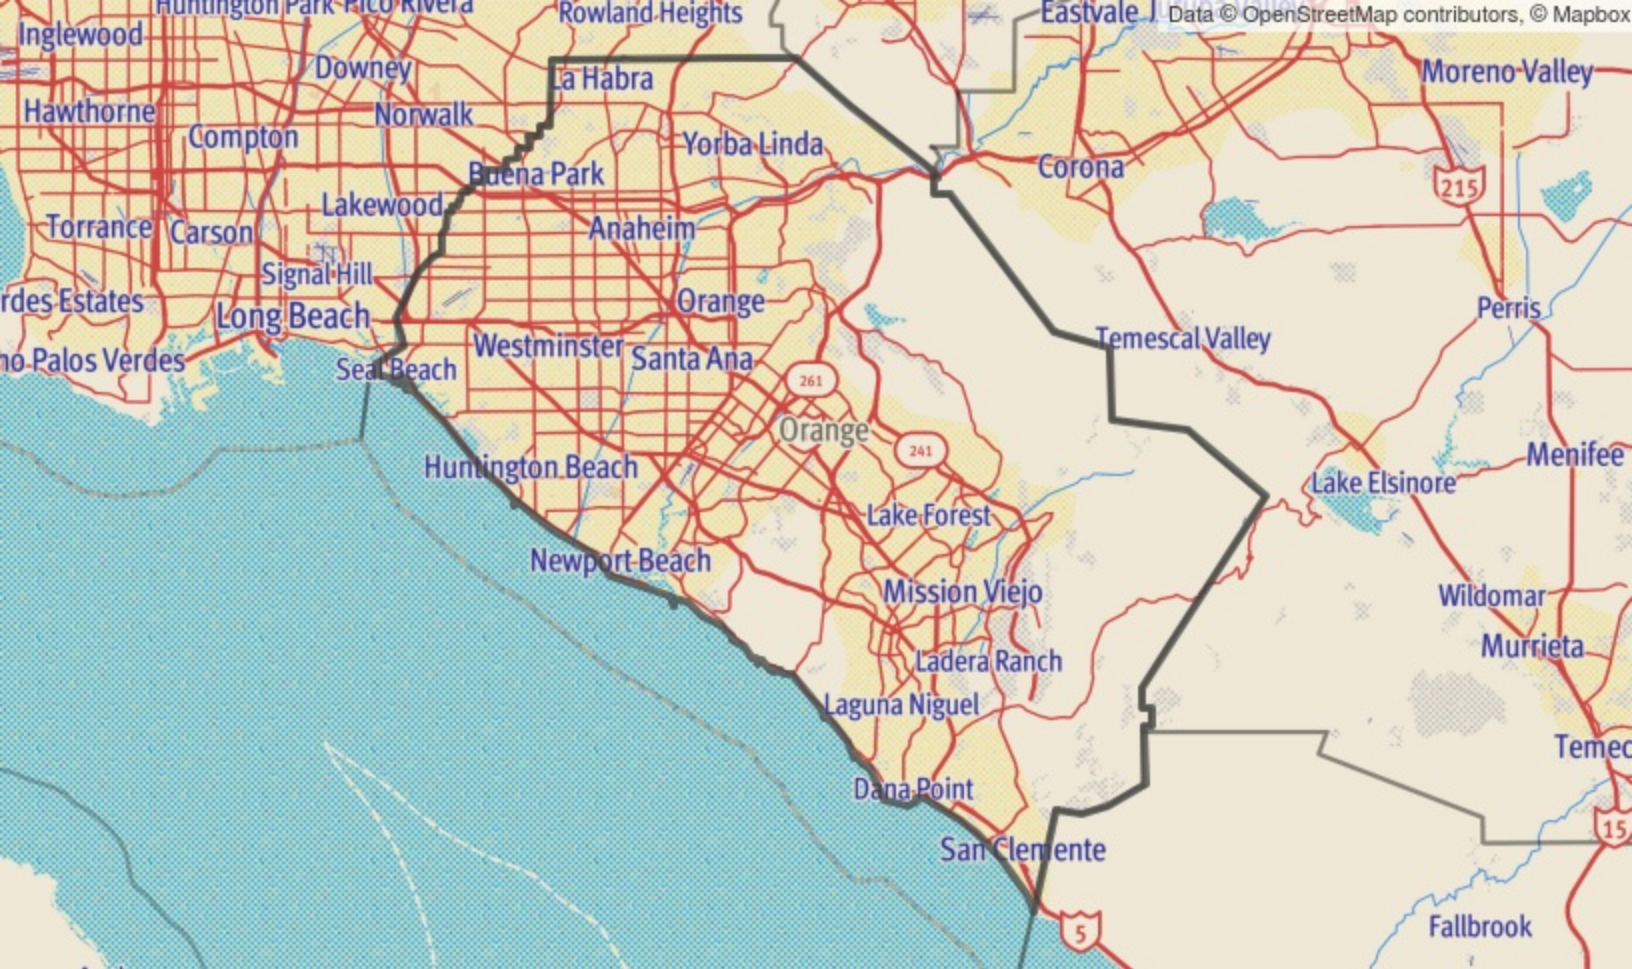 Huntington Park
Pico Rivera
Rowland Heights
Eastvale
Data © OpenStreetMap contributors, © Mapbox
Inglewood
Downey
La Habra
Moreno Valley
Hawthorne
Norwalk
Compton
Yorba Linda
Corona
Buena Park
215
Lakewood
Torrance
Carson
Anaheim
Signal Hill
rdes Estates
Orange
Perris
Long Beach
Temescal Valley
Westminster
Santa Ana
no Palos Verdes
Seal Beach
261
Orange
241
Menifee
Huntington Beach
Lake Elsinore
Lake Forest
Newport Beach
Mission Viejo
Wildomar
Murrieta
Ladera Ranch
Laguna Niguel
Temec
Dana Point
15
San Clemente
5
Fallbrook